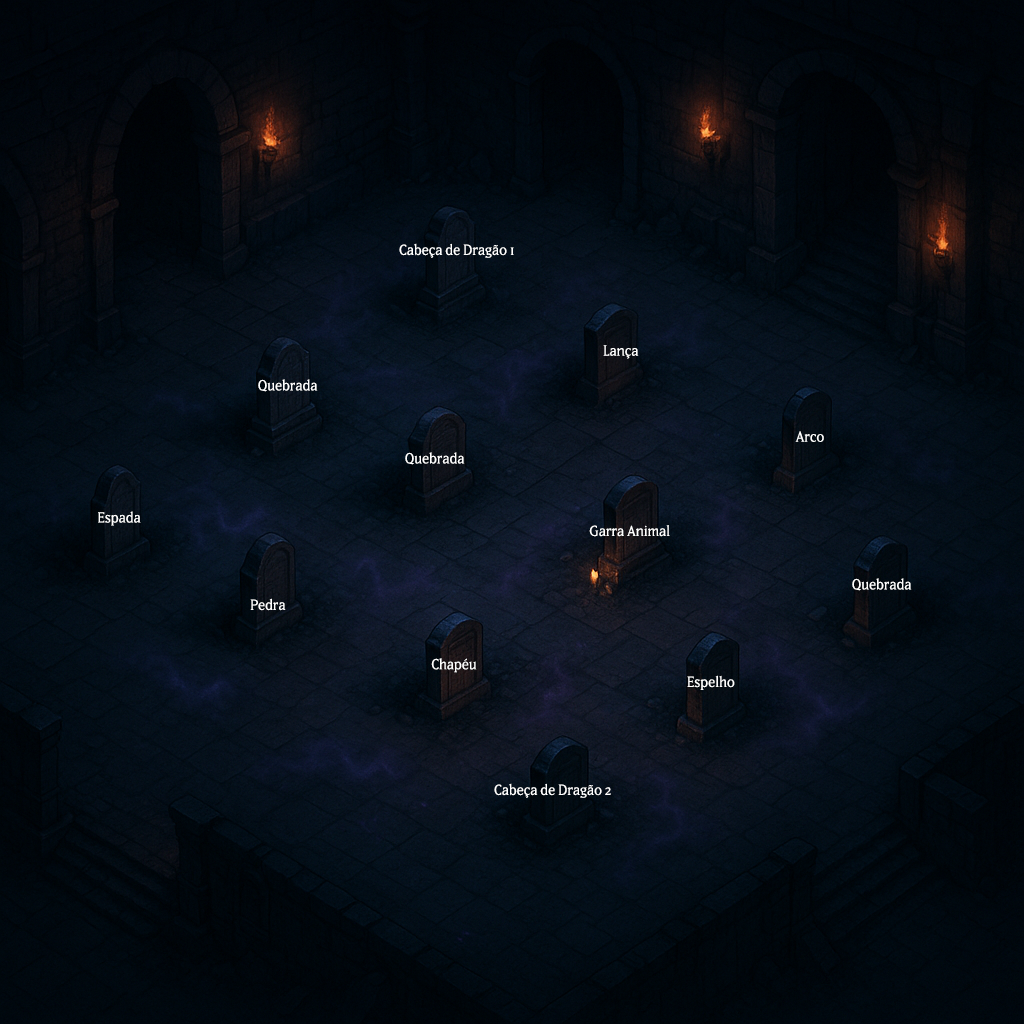 Cabeça de Dragão 1
Lança
Quebrada
Arco
Quebrada
Espada
Garra Animal
Quebrada
Pedra
Chapéu
Espelho
Cabeça de Dragão 2